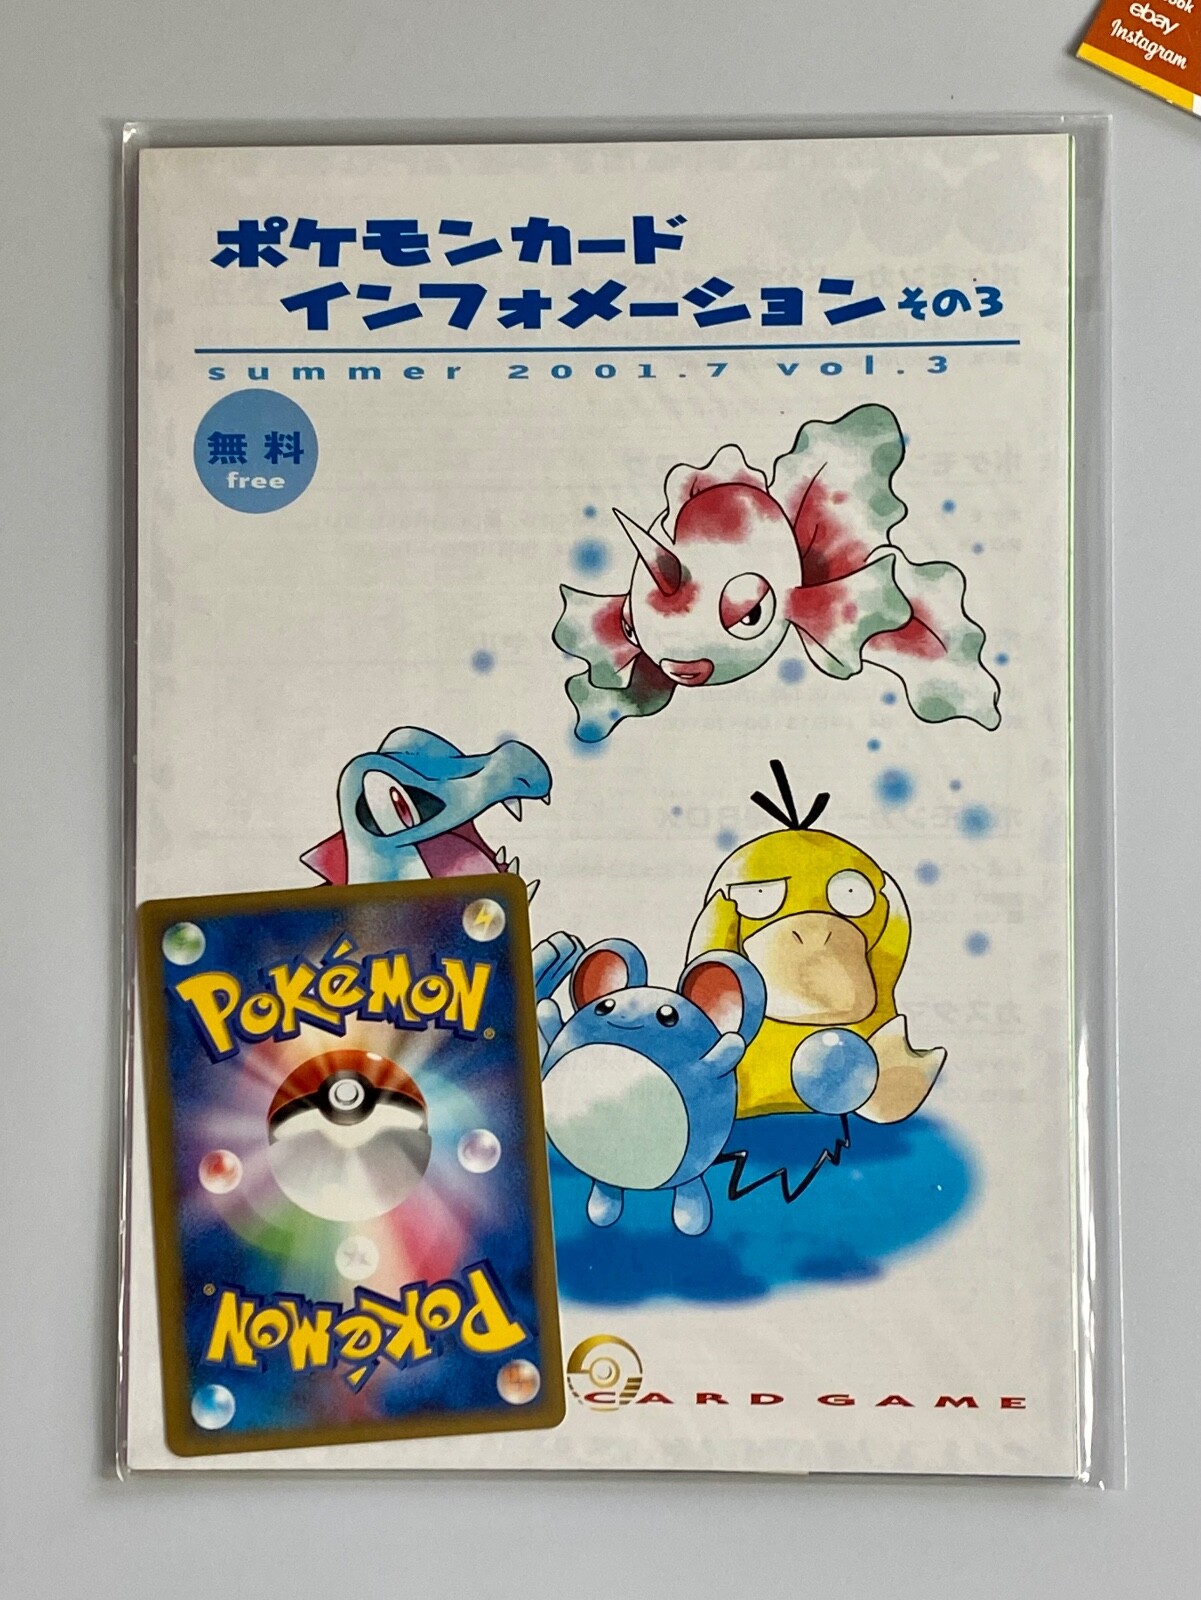 ebay
Instagram
ポケモンカード
インフォメーションその3
summer 2001.7 vol.3
無料
free
POKéMON
POKéMON
CARD GAME